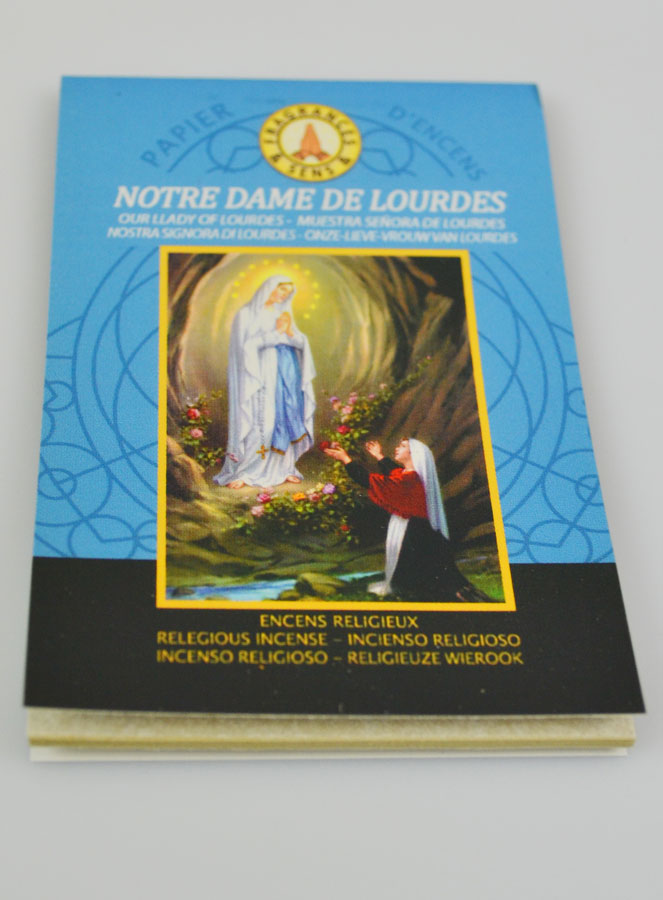 PAPIER D'ENCENS
FRAGRANCES
& SENS &
NOTRE DAME DE LOURDES
OUR LLADY OF LOURDES - MUESTRA SEÑORA DE LOURDES
NOSTRA SIGNORA DI LOURDES - ONZE-LIEVE-VROUW VAN LOURDES
ENCENS RELIGIEUX
RELEGIOUS INCENSE – INCIENSO RELIGIOSO
INCENSO RELIGIOSO – RELIGIEUZE WIEROOK